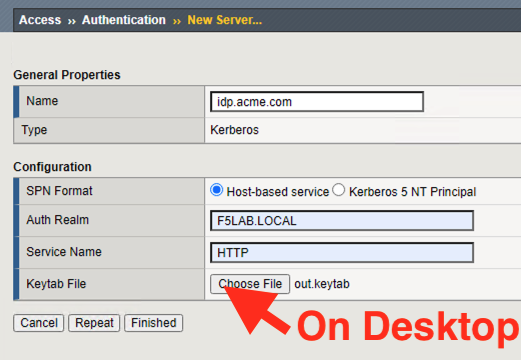 Access ›› Authentication ›› New Server...
General Properties
Name idp.acme.com
Type Kerberos
Configuration
SPN Format Host-based service Kerberos 5 NT Principal
Auth Realm F5LAB.LOCAL
Service Name HTTP
Keytab File Choose File out.keytab
Cancel Repeat Finished
On Desktop